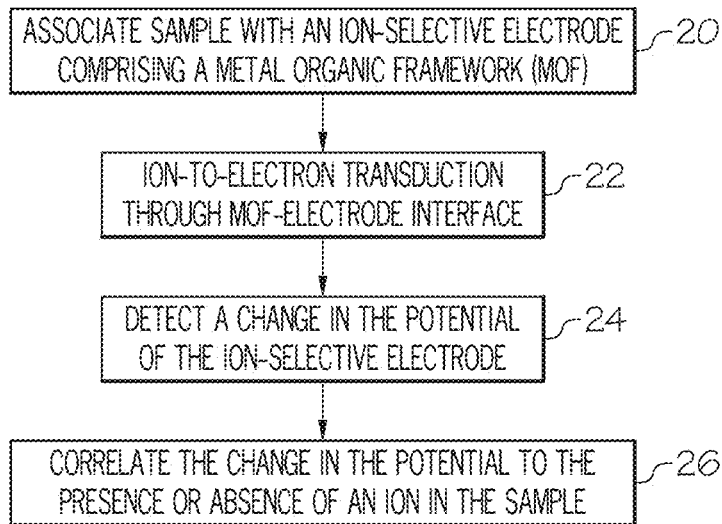 ASSOCIATE SAMPLE WITH AN ION-SELECTIVE ELECTRODE
COMPRISING A METAL ORGANIC FRAMEWORK (MOF)
20
ION-TO-ELECTRON TRANSDUCTION
THROUGH MOF-ELECTRODE INTERFACE
22
DETECT A CHANGE IN THE POTENTIAL
OF THE ION-SELECTIVE ELECTRODE
24
CORRELATE THE CHANGE IN THE POTENTIAL TO THE
PRESENCE OR ABSENCE OF AN ION IN THE SAMPLE
26